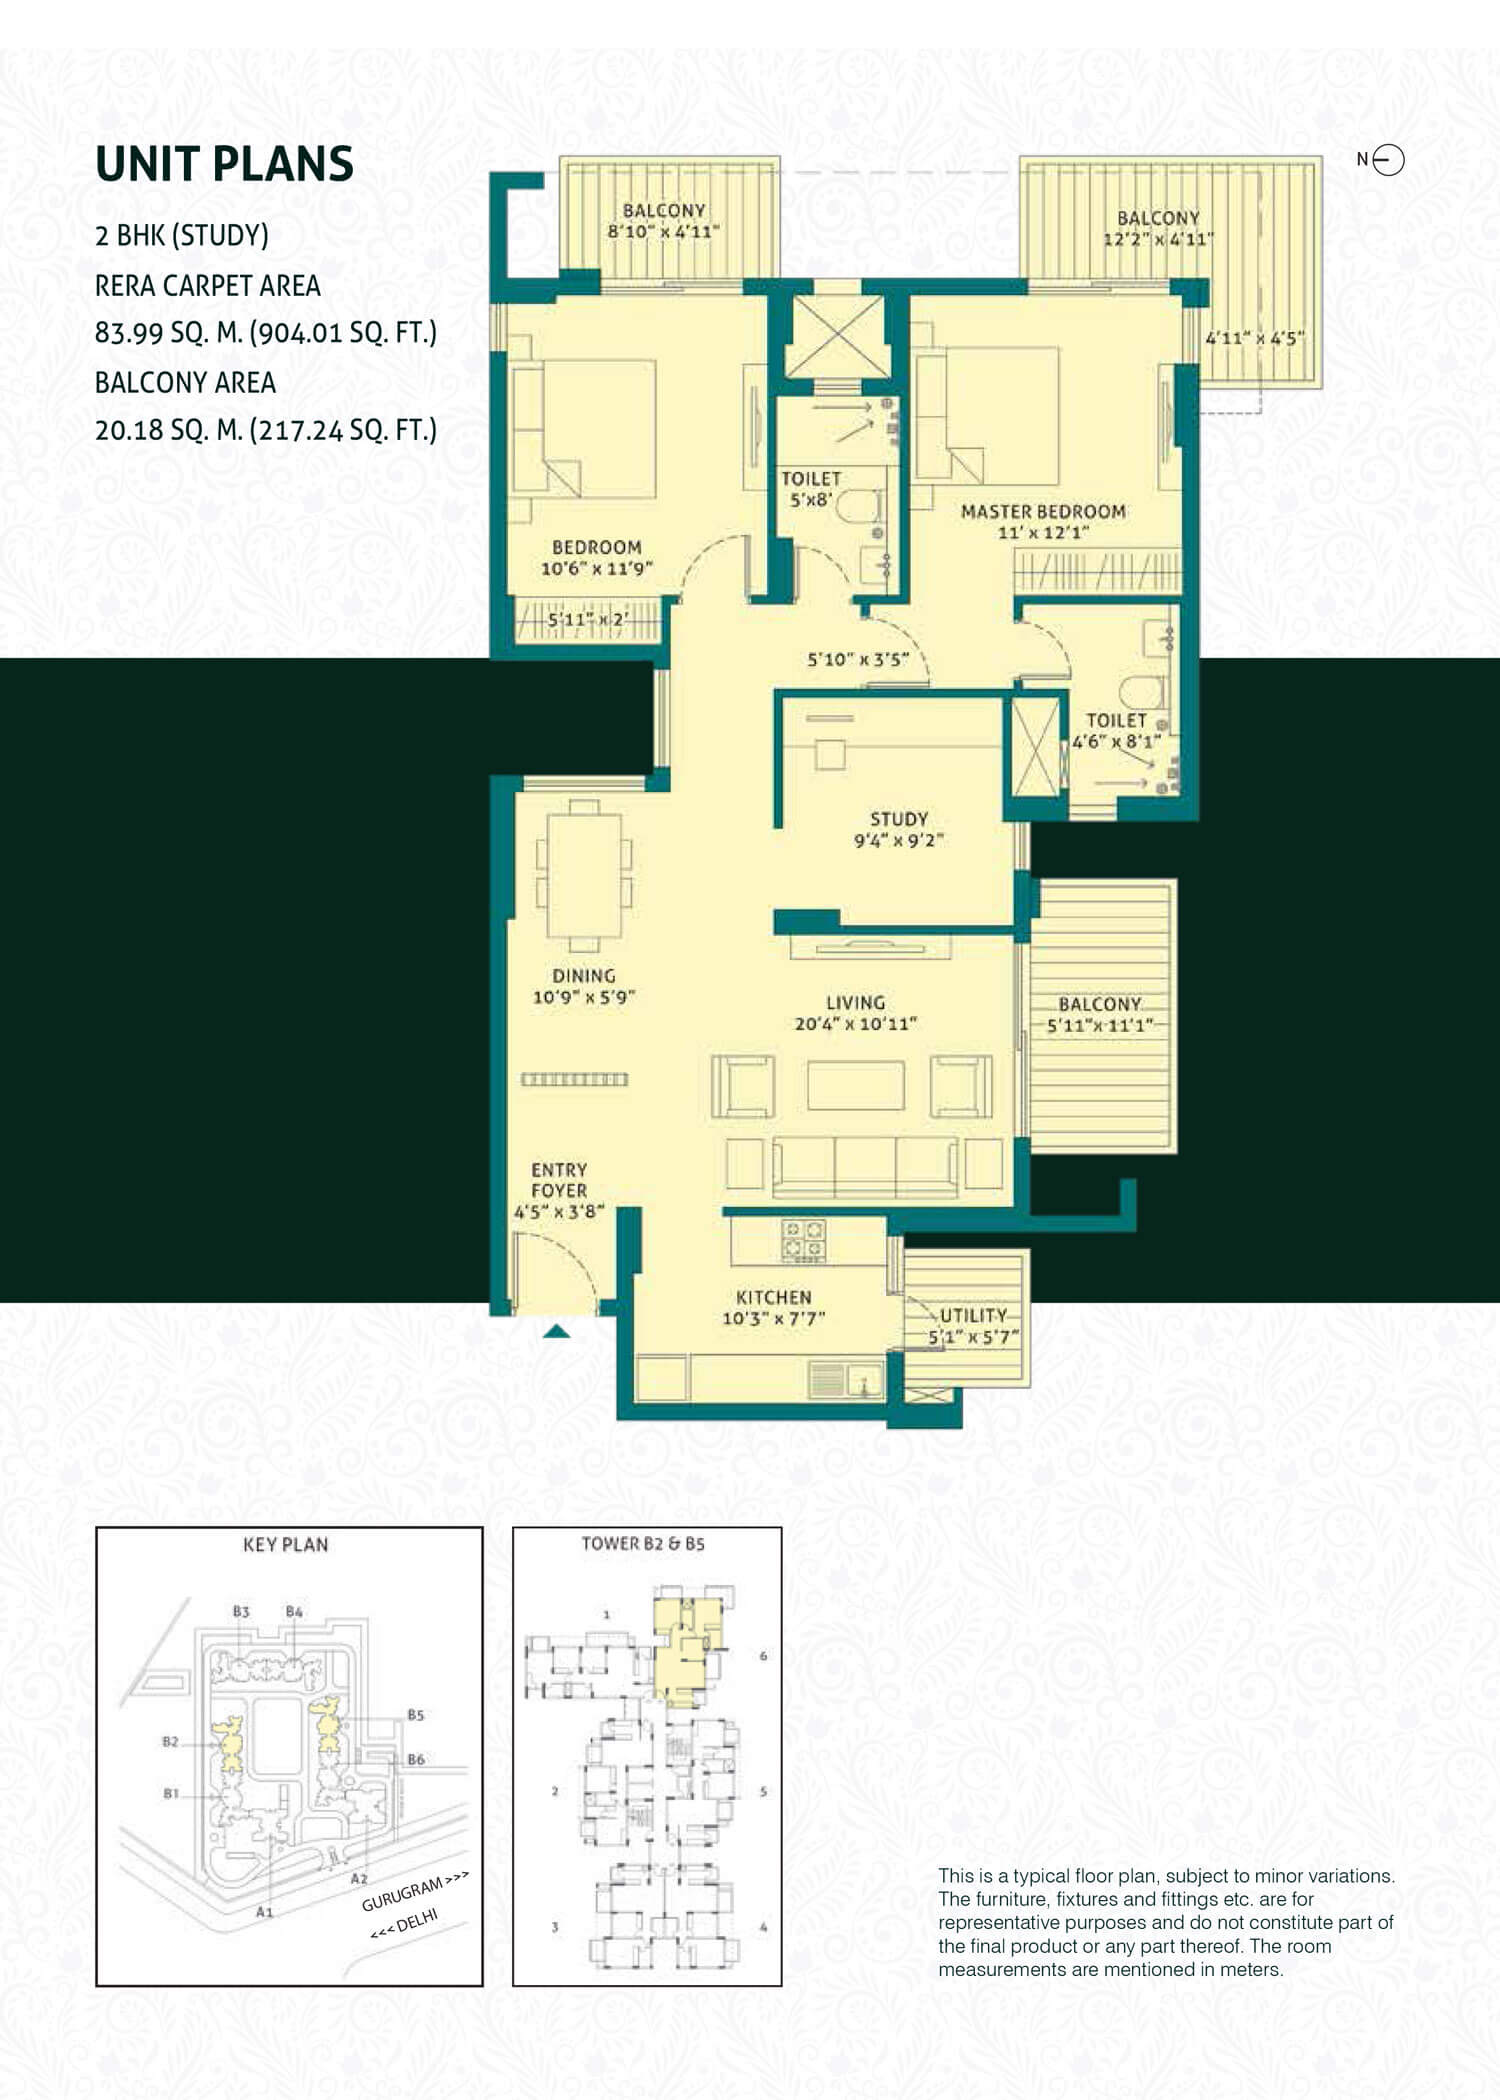 UNIT PLANS
2 BHK (STUDY)
RERA CARPET AREA
83.99 SQ. M. (904.01 SQ. FT.)
BALCONY AREA
20.18 SQ. M. (217.24 SQ. FT.)
N
BALCONY
8'10" x 4'11"
BALCONY
12'2" x 4'11"
4'11" x 4'5"
TOILET
5'x8'
MASTER BEDROOM
11' x 12'1"
BEDROOM
10'6" x 11'9"
5'11" x 2'
5'10" x 3'5"
TOILET
4'6" x 8'1"
STUDY
9'4" x 9'2"
DINING
10'9" x 5'9"
LIVING
20'4" x 10'11"
BALCONY
5'11"x 11'1"
ENTRY
FOYER
4'5" x 3'8"
KITCHEN
10'3" x 7'7"
UTILITY
5'1" x 5'7"
KEY PLAN
B3
B4
B5
B2
B6
B1
A2
A1
GURUGRAM >>>
<<< DELHI
TOWER B2 & B5
1
6
2
5
3
4
This is a typical floor plan, subject to minor variations.
The furniture, fixtures and fittings etc. are for
representative purposes and do not constitute part of
the final product or any part thereof. The room
measurements are mentioned in meters.